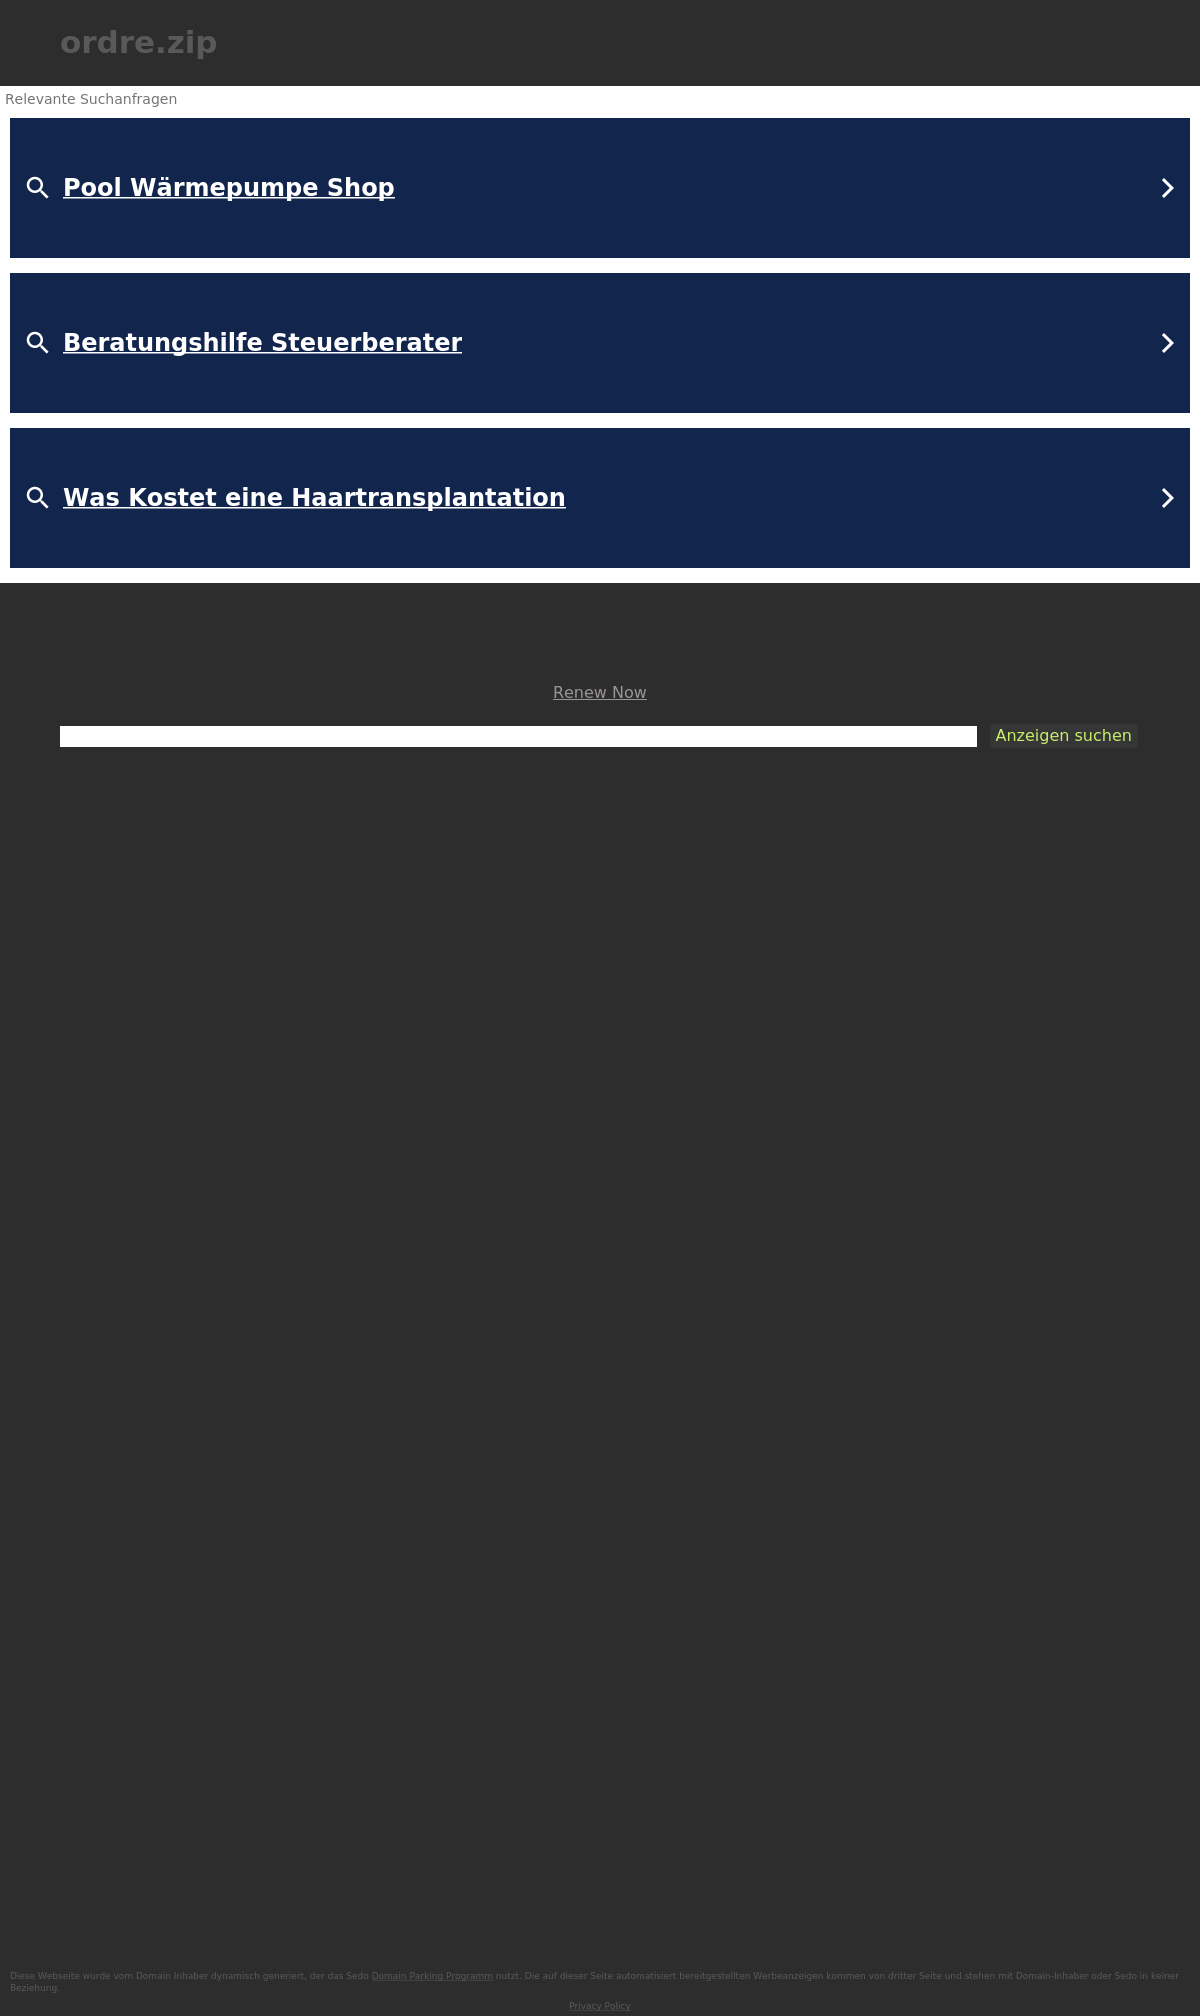 ordre.zip
Relevante Suchanfragen
Pool Wärmepumpe Shop
Beratungshilfe Steuerberater
Was Kostet eine Haartransplantation
Renew Now
Anzeigen suchen
Diese Webseite wurde vom Domain Inhaber dynamisch generiert, der das Sedo Domain Parking Programm nutzt. Die auf dieser Seite automatisiert bereitgestellten Werbeanzeigen kommen von dritter Seite und stehen mit Domain-Inhaber oder Sedo in keiner
Beziehung.
Privacy Policy